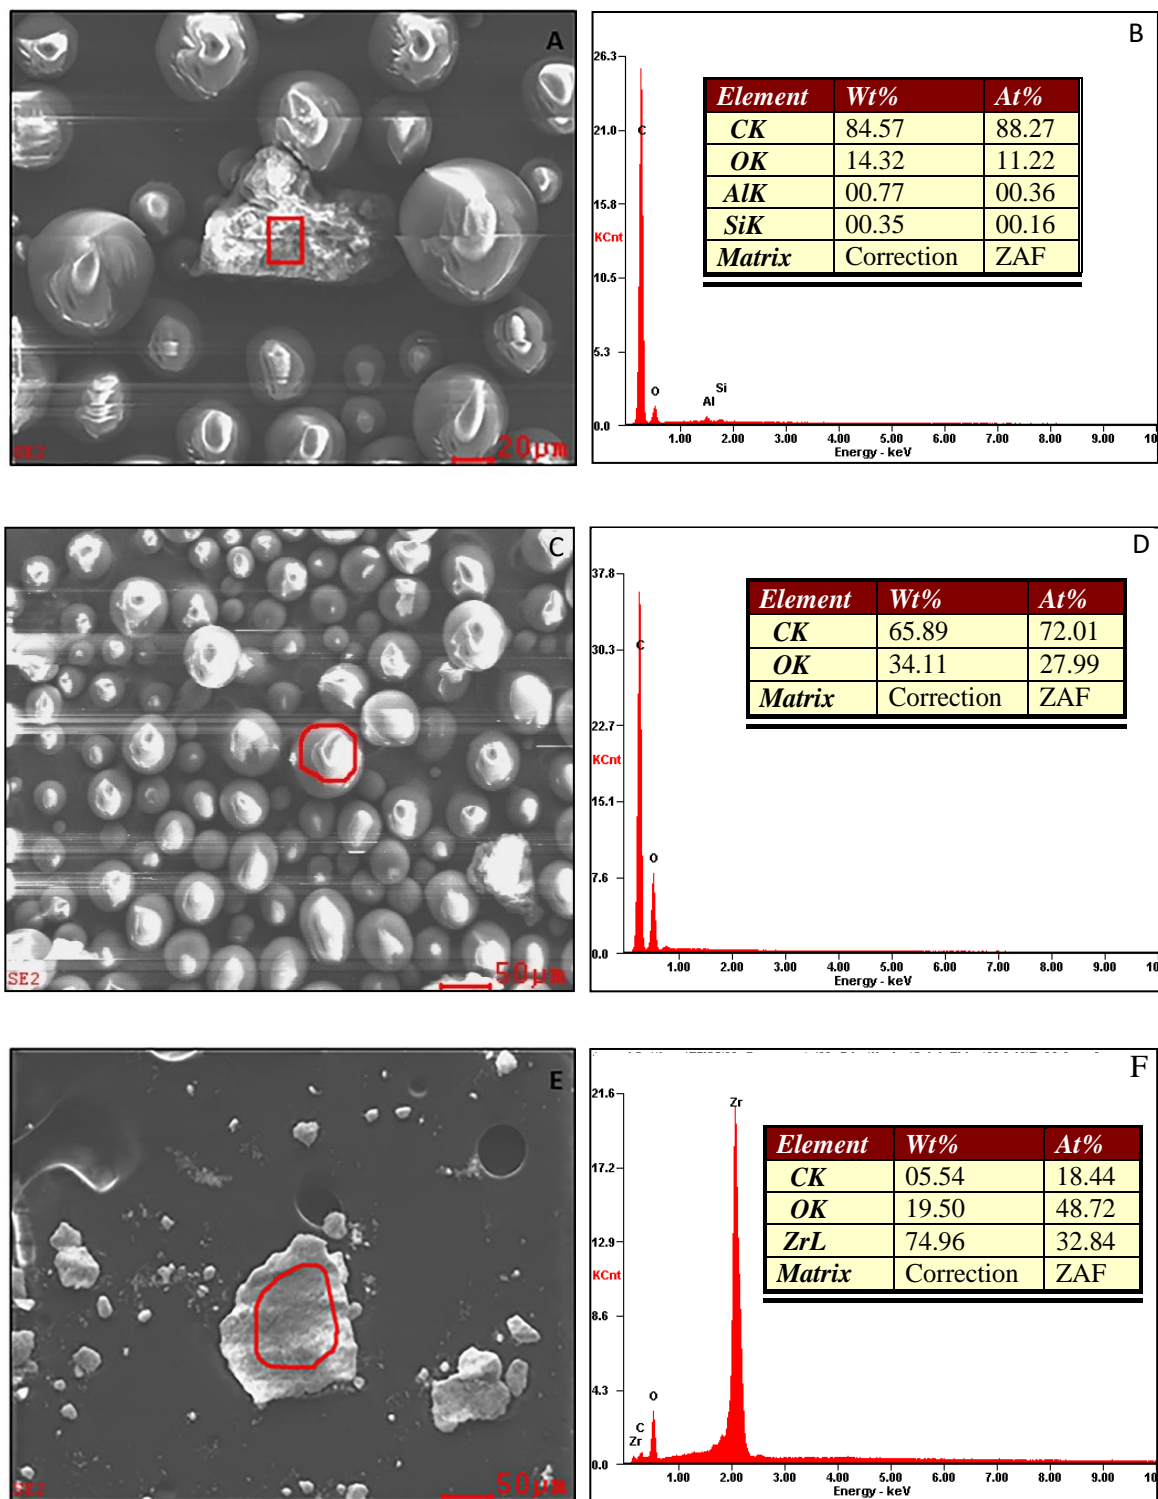 A
SE2
20µm
B
26.3
21.0
15.8
KCnt
10.5
5.3
0.0
C
O
Al
Si
1.00 2.00 3.00 4.00 5.00 6.00 7.00 8.00 9.00 10
Energy - keV
Element Wt% At%
CK 84.57 88.27
OK 14.32 11.22
AlK 00.77 00.36
SiK 00.35 00.16
Matrix Correction ZAF
C
SE2
50µm
D
37.8
30.3
22.7
KCnt
15.1
7.6
0.0
C
O
1.00 2.00 3.00 4.00 5.00 6.00 7.00 8.00 9.00 10
Energy - keV
Element Wt% At%
CK 65.89 72.01
OK 34.11 27.99
Matrix Correction ZAF
E
SE2
50µm
F
21.6
17.2
12.9
KCnt
8.6
4.3
0.0
Zr
C
Zr
O
1.00 2.00 3.00 4.00 5.00 6.00 7.00 8.00 9.00 10
Energy - keV
Element Wt% At%
CK 05.54 18.44
OK 19.50 48.72
ZrL 74.96 32.84
Matrix Correction ZAF